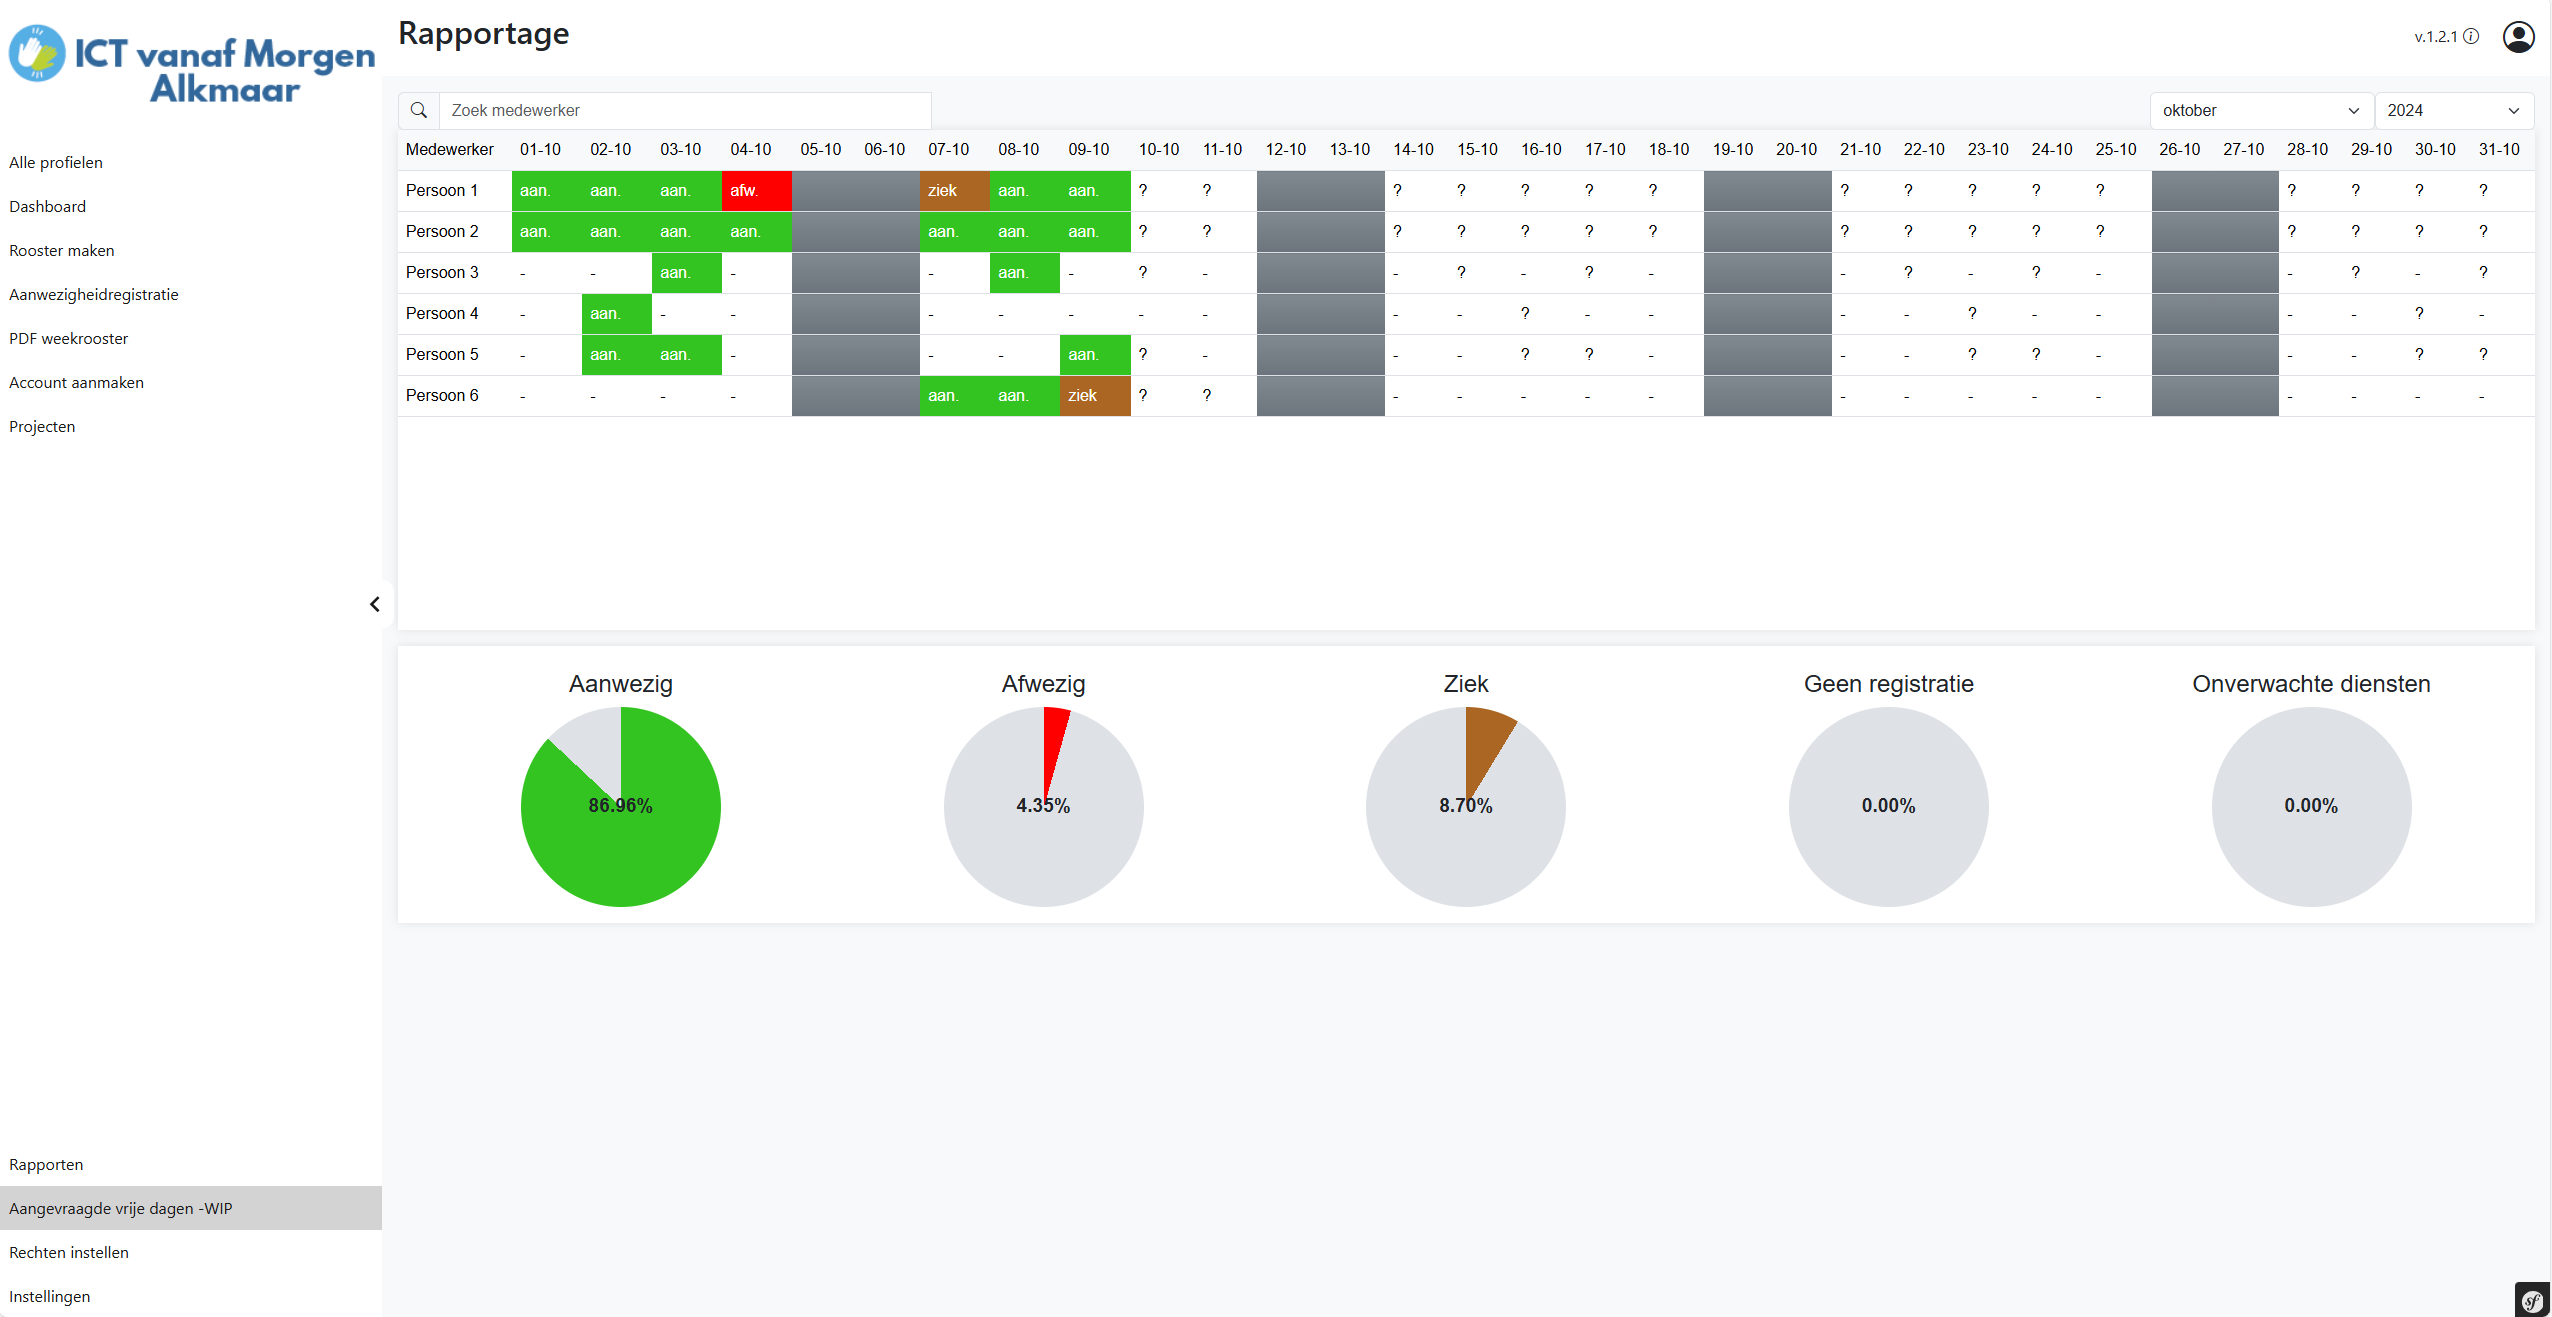 ICT vanaf Morgen
Alkmaar
Rapportage
v.1.2.1
Zoek medewerker
oktober
2024
Alle profielen
Dashboard
Rooster maken
Aanwezigheidregistratie
PDF weekrooster
Account aanmaken
Projecten
Medewerker 01-10 02-10 03-10 04-10 05-10 06-10 07-10 08-10 09-10 10-10 11-10 12-10 13-10 14-10 15-10 16-10 17-10 18-10 19-10 20-10 21-10 22-10 23-10 24-10 25-10 26-10 27-10 28-10 29-10 30-10 31-10
Persoon 1 aan. aan. aan. afw. ziek aan. aan. ? ? ? ? ? ? ? ? ? ? ? ? ? ? ? ?
Persoon 2 aan. aan. aan. aan. aan. aan. aan. ? ? ? ? ? ? ? ? ? ? ? ? ? ? ? ?
Persoon 3 - - aan. - - aan. - ? - - ? - ? - - ? - ? - - ? - ?
Persoon 4 - aan. - - - - - - - - - ? - - - - ? - - - - ? -
Persoon 5 - aan. aan. - - - aan. ? - - - ? ? - - - ? ? - - - ? ?
Persoon 6 - - - - aan. aan. ziek ? ? - - - - - - - - - - - - - -
Aanwezig
86.96%
Afwezig
4.35%
Ziek
8.70%
Geen registratie
0.00%
Onverwachte diensten
0.00%
Rapporten
Aangevraagde vrije dagen -WIP
Rechten instellen
Instellingen
sf